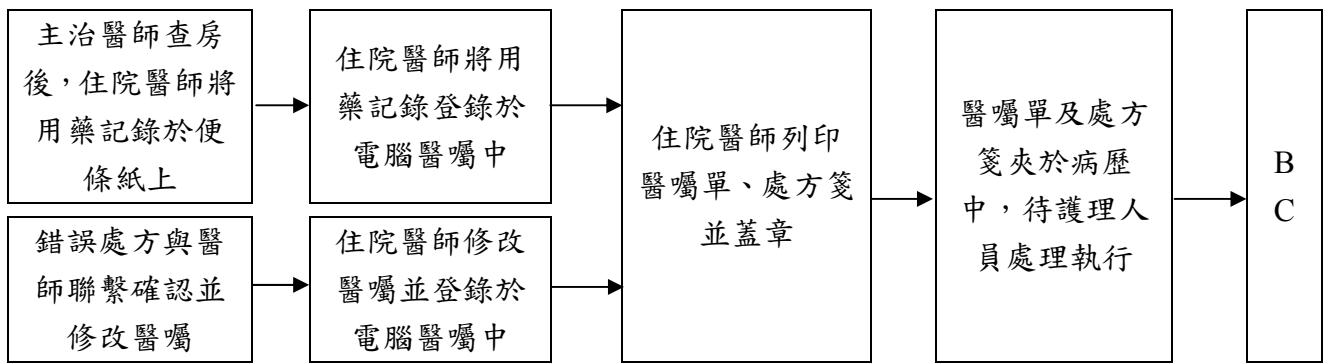 主治醫師查房
後，住院醫師將
用藥記錄於便
條紙上
住院醫師將用
藥記錄登錄於
電腦醫囑中
錯誤處方與醫
師聯繫確認並
修改醫囑
住院醫師修改
醫囑並登錄於
電腦醫囑中
住院醫師列印
醫囑單、處方箋
並蓋章
醫囑單及處方
箋夾於病歷
中，待護理人
員處理執行
B
C